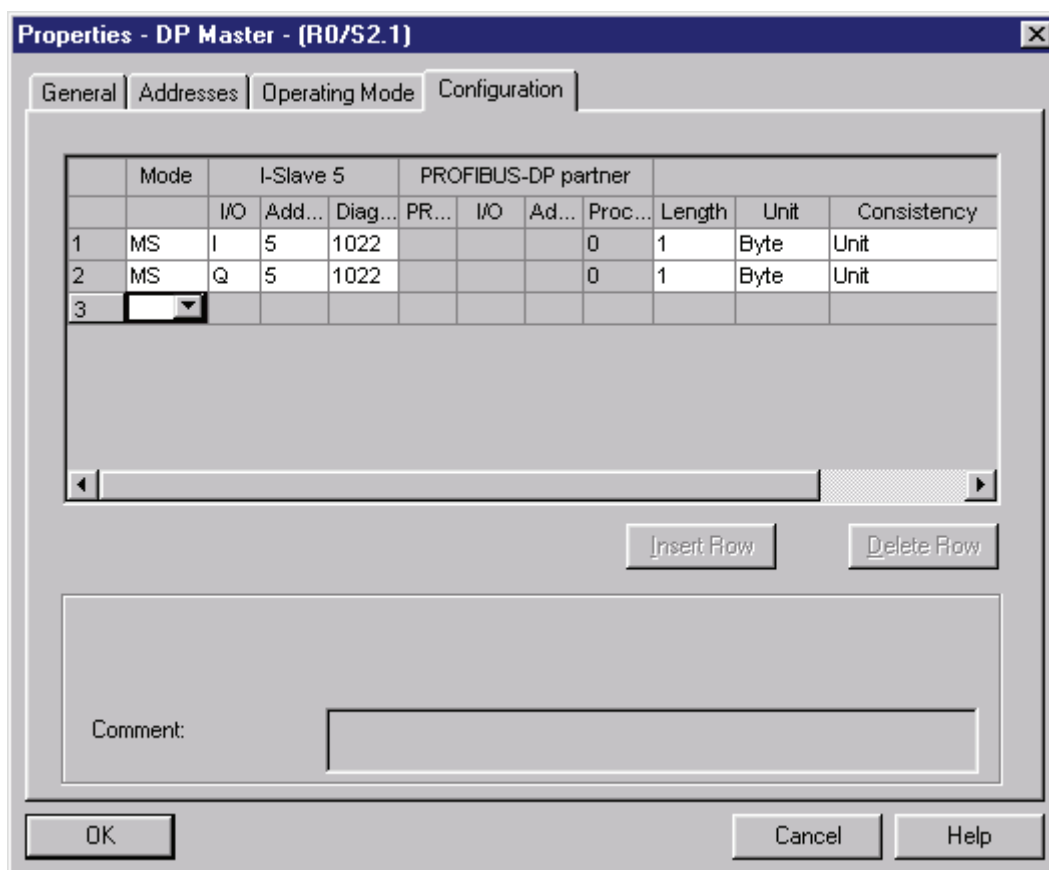 Properties - DP Master - (R0/S2.1)
General Addresses Operating Mode Configuration
Mode I-Slave 5 PROFIBUS-DP partner
I/O Add... Diag... PR... I/O Ad... Proc... Length Unit Consistency
1 MS I 5 1022 0 1 Byte Unit
2 MS Q 5 1022 0 1 Byte Unit
3
Insert Row Delete Row
Comment:
OK Cancel Help